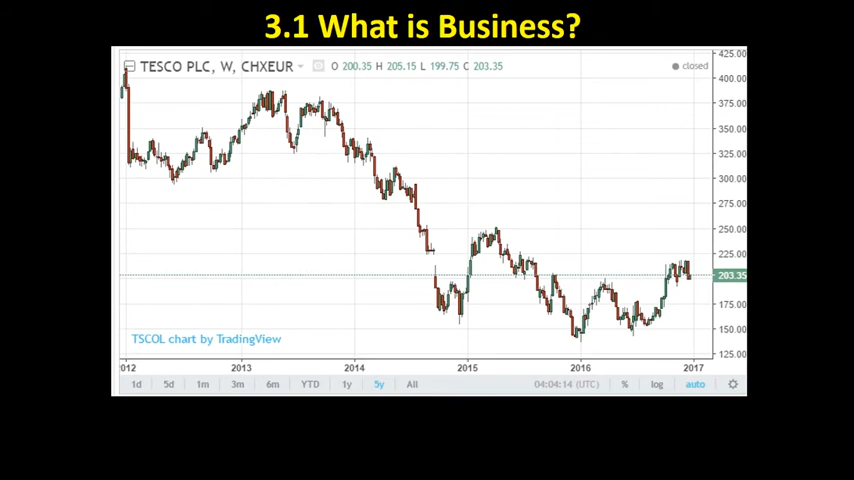 3.1 What is Business?
TESCO PLC, W, CHXEUR O 200.35 H 205.15 L 199.75 C 203.35 closed
425.00
400.00
375.00
350.00
325.00
300.00
275.00
250.00
225.00
203.35
175.00
150.00
125.00
TSCOL chart by TradingView
012 2013 2014 2015 2016 2017
1d 5d 1m 3m 6m YTD 1y 5y All 04:04:14 (UTC) % log auto